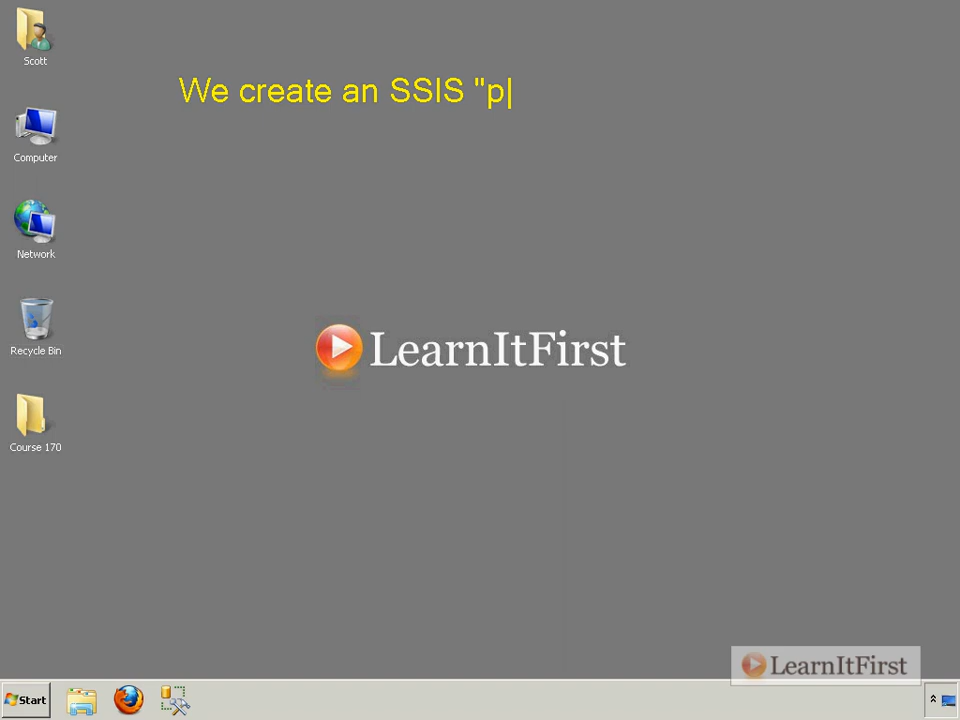 Scott
We create an SSIS "p|
Computer
Network
Recycle Bin
LearnItFirst
Course 170
LearnItFirst
Start